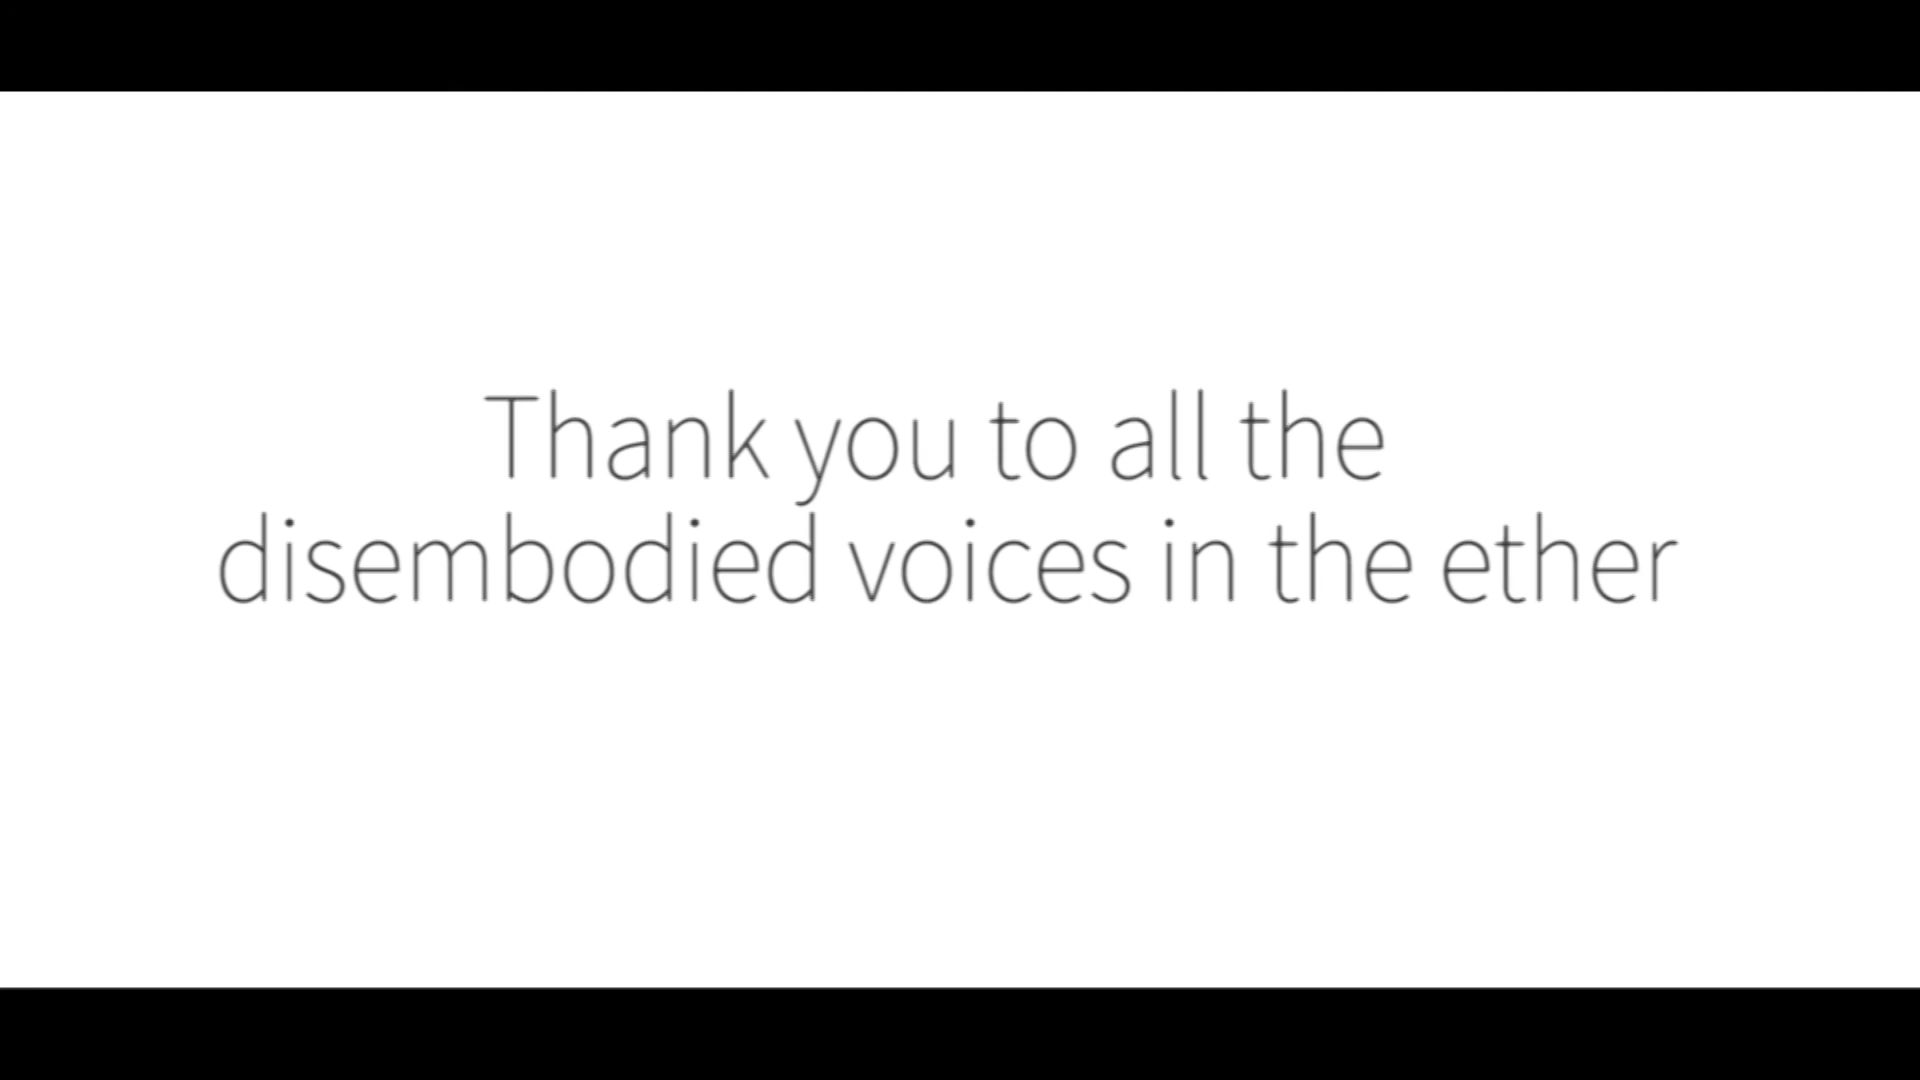 Thank you to all the
disembodied voices in the ether